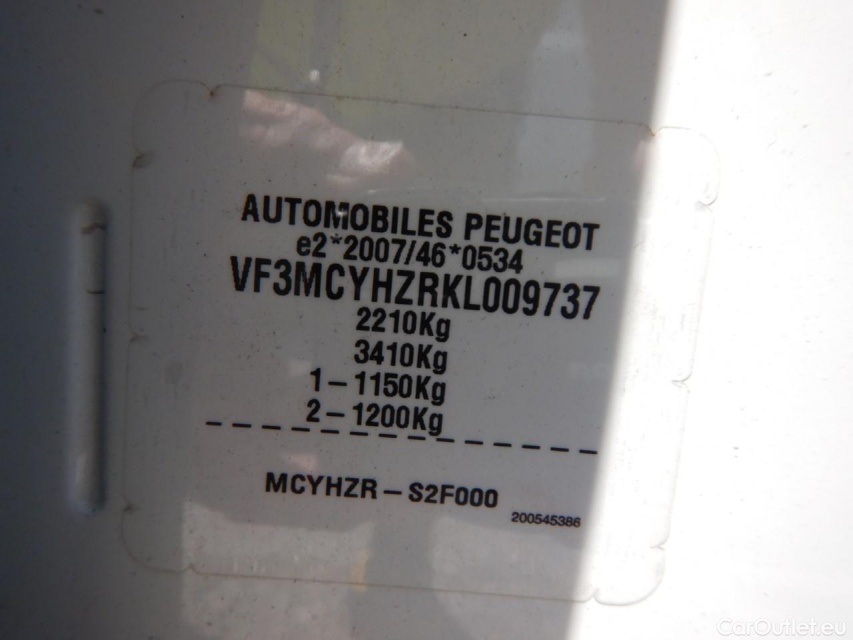 AUTOMOBILES PEUGEOT
e2*2007/46*0534
VF3MCYHZRKL009737
2210Kg
3410Kg
1-1150Kg
2-1200Kg
MCYHZR-S2F000
200545386
CarOutlet.eu